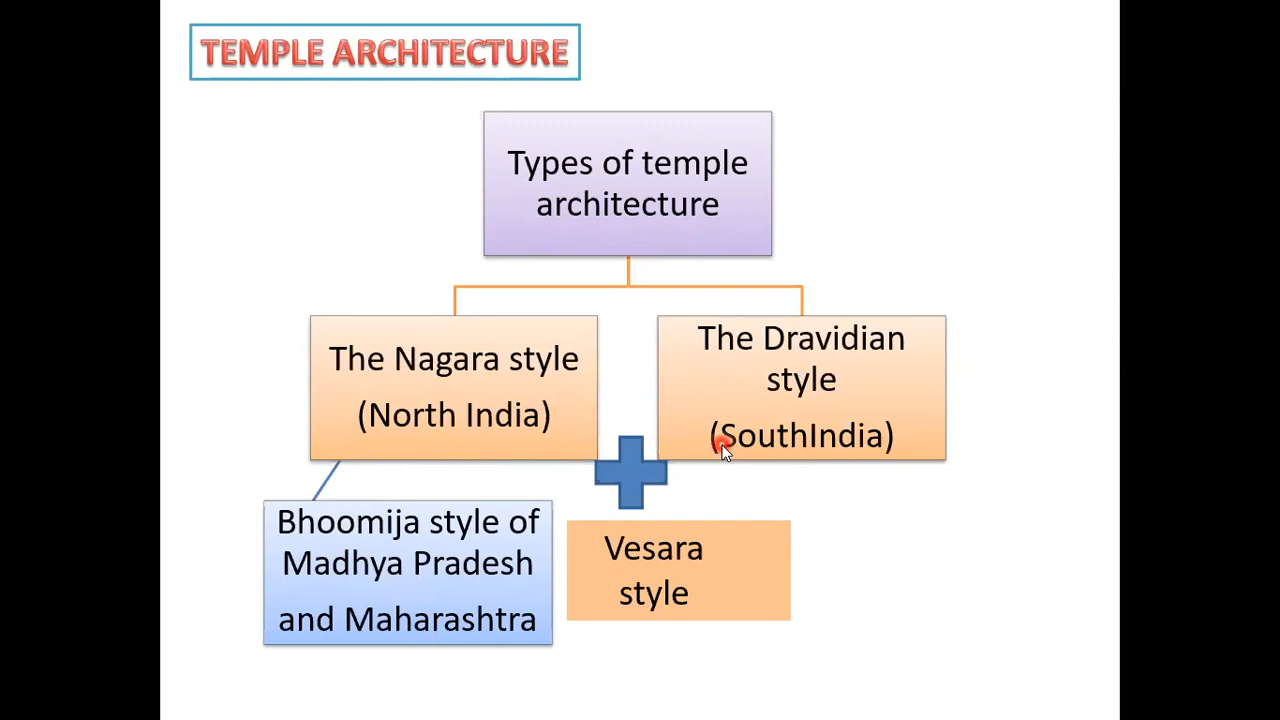 TEMPLE ARCHITECTURE
Types of temple
architecture
The Nagara style
(North India)
The Dravidian
style
(SouthIndia)
Bhoomija style of
Madhya Pradesh
and Maharashtra
Vesara
style